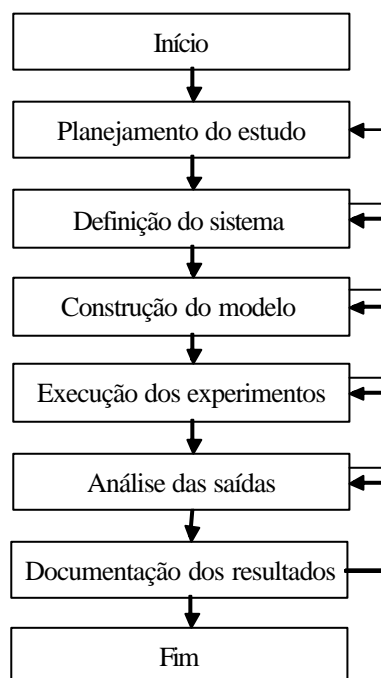 Início
Planejamento do estudo
Definição do sistema
Construção do modelo
Execução dos experimentos
Análise das saídas
Documentação dos resultados
Fim